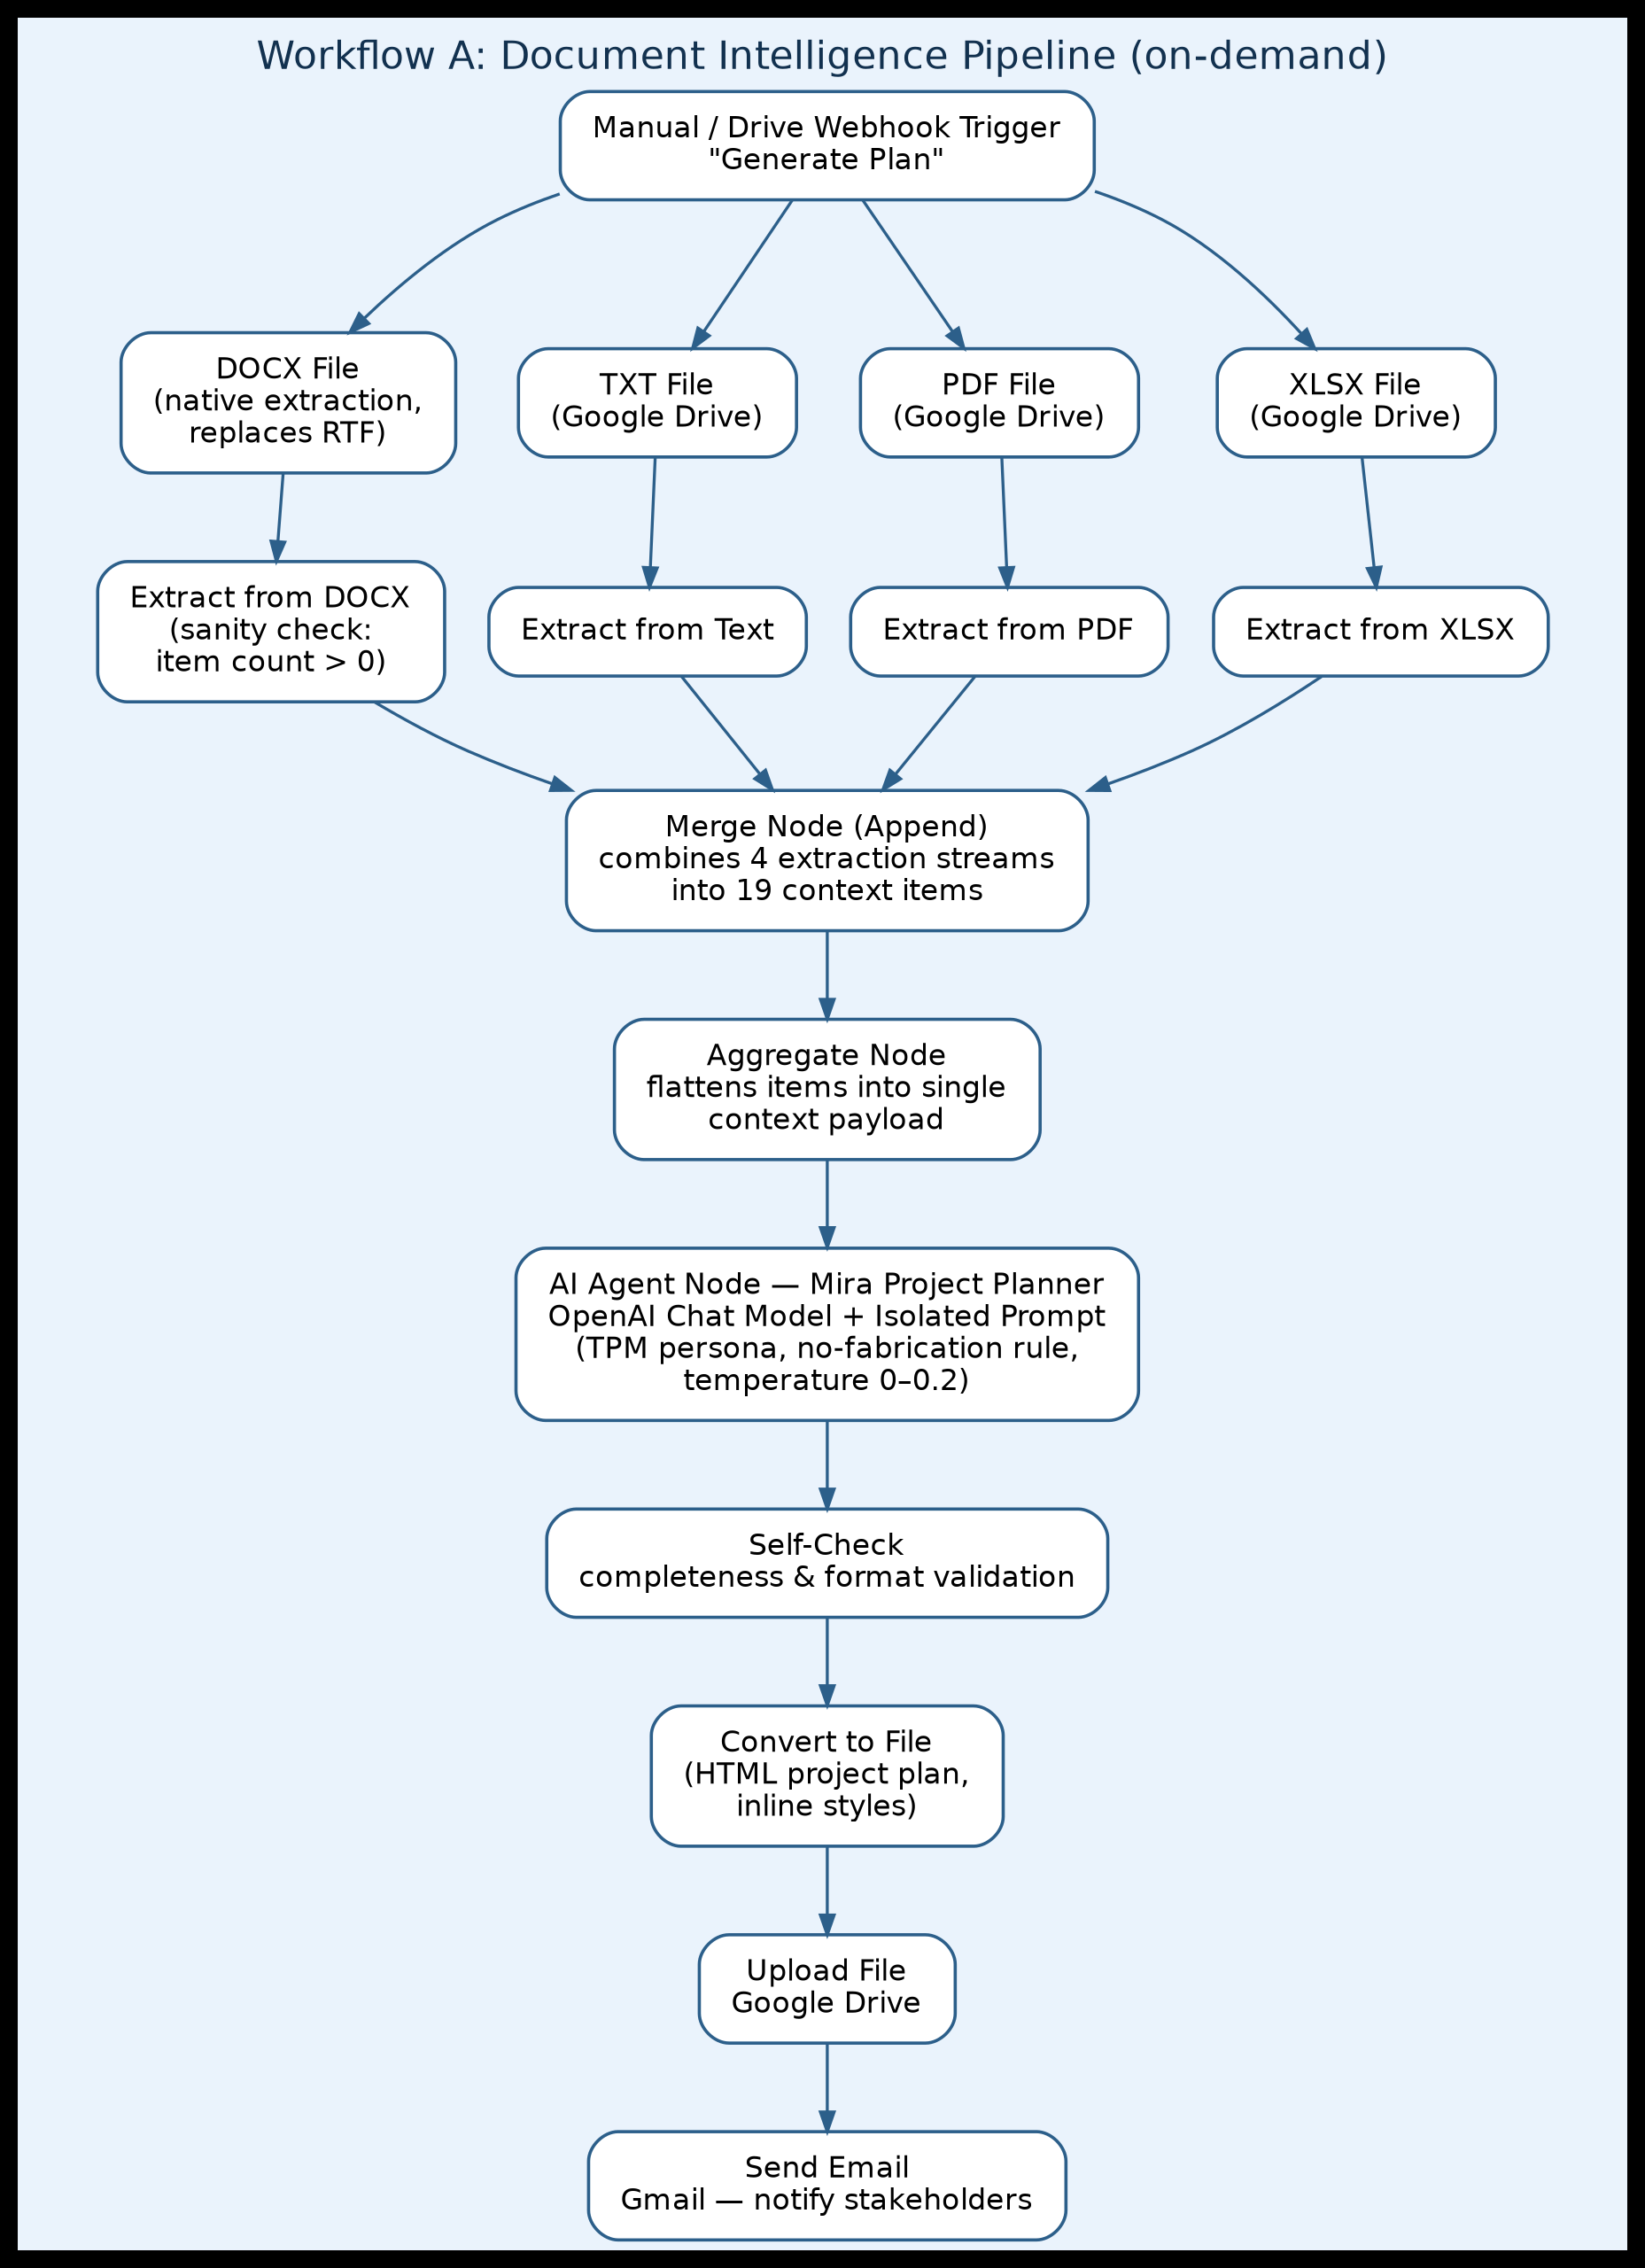 Workflow A: Document Intelligence Pipeline (on-demand)
Manual / Drive Webhook Trigger
"Generate Plan"
DOCX File
(native extraction,
replaces RTF)
TXT File
(Google Drive)
PDF File
(Google Drive)
XLSX File
(Google Drive)
Extract from DOCX
(sanity check:
item count > 0)
Extract from Text
Extract from PDF
Extract from XLSX
Merge Node (Append)
combines 4 extraction streams
into 19 context items
Aggregate Node
flattens items into single
context payload
AI Agent Node — Mira Project Planner
OpenAI Chat Model + Isolated Prompt
(TPM persona, no-fabrication rule,
temperature 0–0.2)
Self-Check
completeness & format validation
Convert to File
(HTML project plan,
inline styles)
Upload File
Google Drive
Send Email
Gmail — notify stakeholders